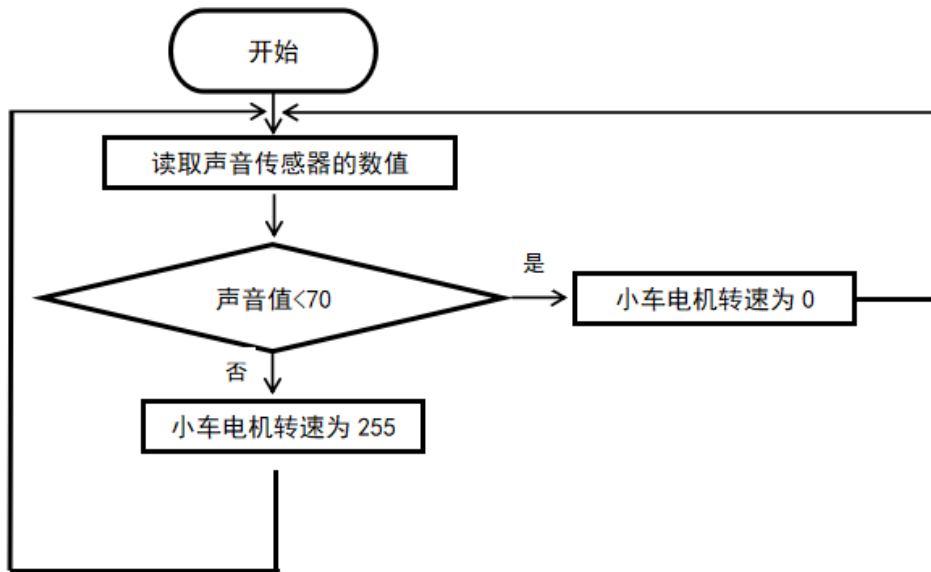 开始
读取声音传感器的数值
声音值<70
是
小车电机转速为 0
否
小车电机转速为 255